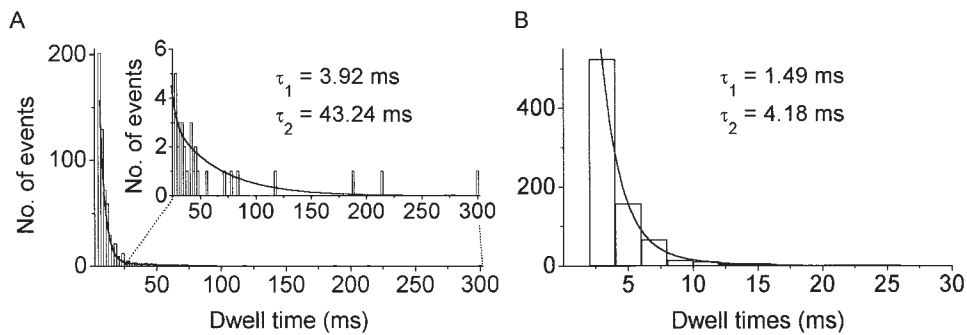 A
B
No. of events
200
100
0
50
100
150
200
250
300
Dwell time (ms)
No. of events
6
4
2
0
50
100
150
200
250
300
τ1 = 3.92 ms
τ2 = 43.24 ms
400
200
0
5
10
15
20
25
30
Dwell times (ms)
τ1 = 1.49 ms
τ2 = 4.18 ms